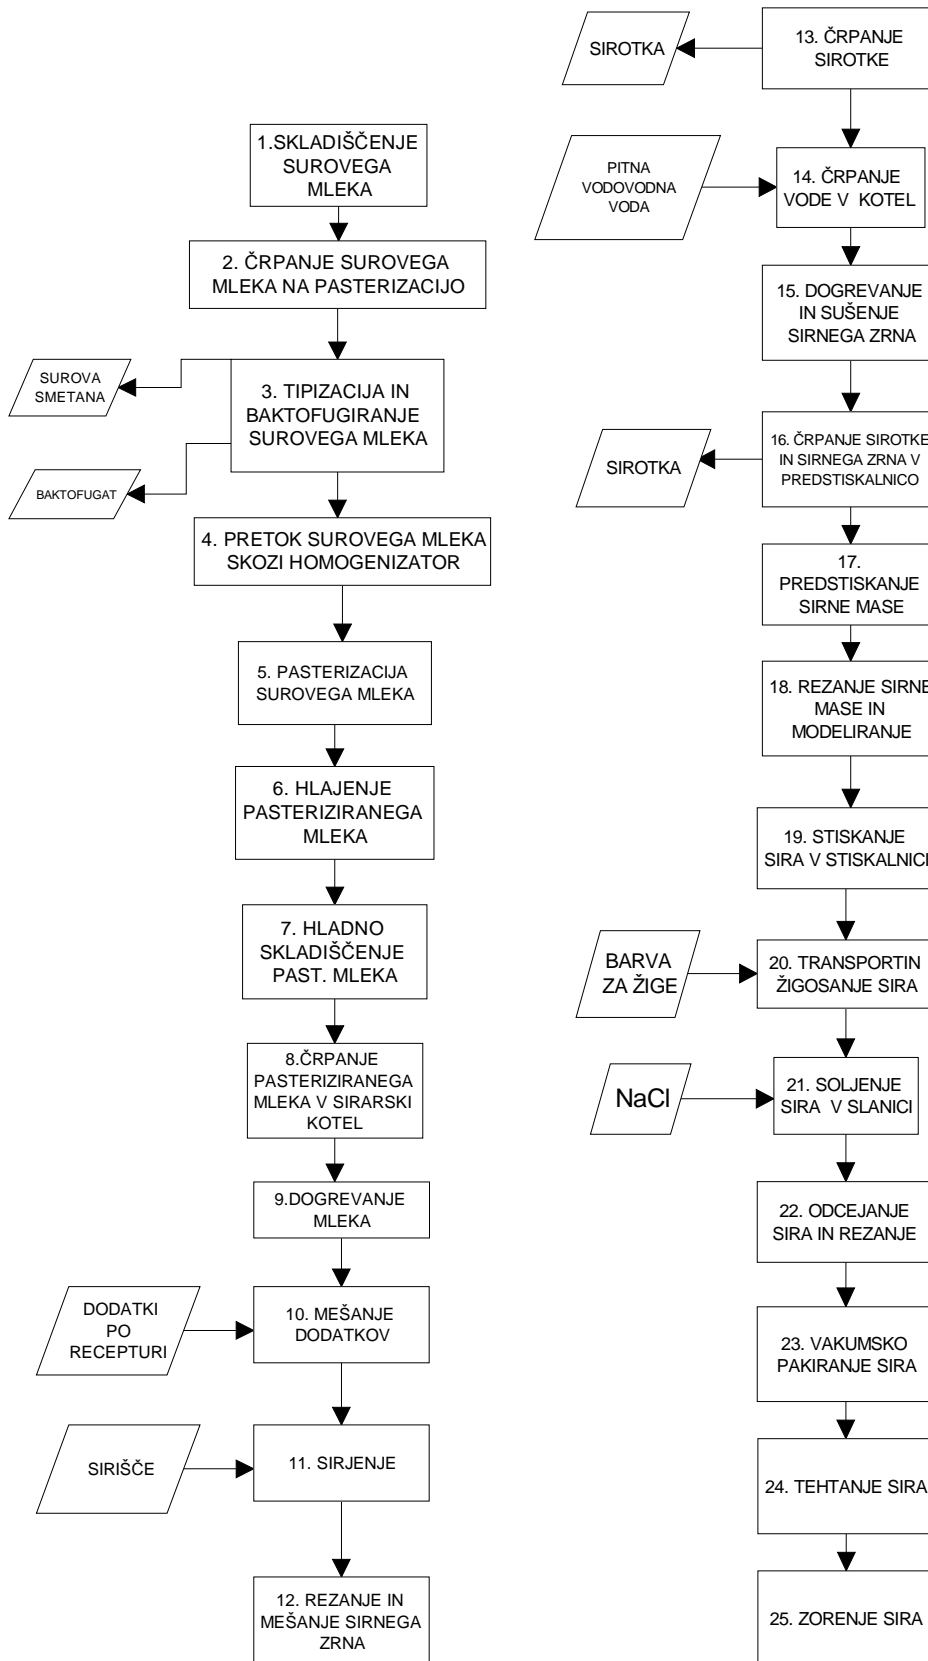 1.SKLADIŠČENJE
SUROVEGA
MLEKA
2. ČRPANJE SUROVEGA
MLEKA NA PASTERIZACIJO
SUROVA
SMETANA
3. TIPIZACIJA IN
BAKTOFUGIRANJE
SUROVEGA MLEKA
BAKTOFUGAT
4. PRETOK SUROVEGA MLEKA
SKOZI HOMOGENIZATOR
5. PASTERIZACIJA
SUROVEGA MLEKA
6. HLAJENJE
PASTERIZIRANEGA
MLEKA
7. HLADNO
SKLADIŠČENJE
PAST. MLEKA
8.ČRPANJE
PASTERIZIRANEGA
MLEKA V SIRARSKI
KOTEL
9.DOGREVANJE
MLEKA
DODATKI
PO
RECEPTURI
10. MEŠANJE
DODATKOV
SIRIŠČE
11. SIRJENJE
12. REZANJE IN
MEŠANJE SIRNEGA
ZRNA
SIROTKA
13. ČRPANJE
SIROTKE
PITNA
VODOVODNA
VODA
14. ČRPANJE
VODE V KOTEL
15. DOGREVANJE
IN SUŠENJE
SIRNEGA ZRNA
SIROTKA
16. ČRPANJE SIROTKE
IN SIRNEGA ZRNA V
PREDSTISKALNICO
17.
PREDSTISKANJE
SIRNE MASE
18. REZANJE SIRNE
MASE IN
MODELIRANJE
19. STISKANJE
SIRA V STISKALNICI
BARVA
ZA ŽIGE
20. TRANSPORTIN
ŽIGOSANJE SIRA
NaCl
21. SOLJENJE
SIRA V SLANICI
22. ODCEJANJE
SIRA IN REZANJE
23. VAKUMSKO
PAKIRANJE SIRA
24. TEHTANJE SIRA
25. ZORENJE SIRA